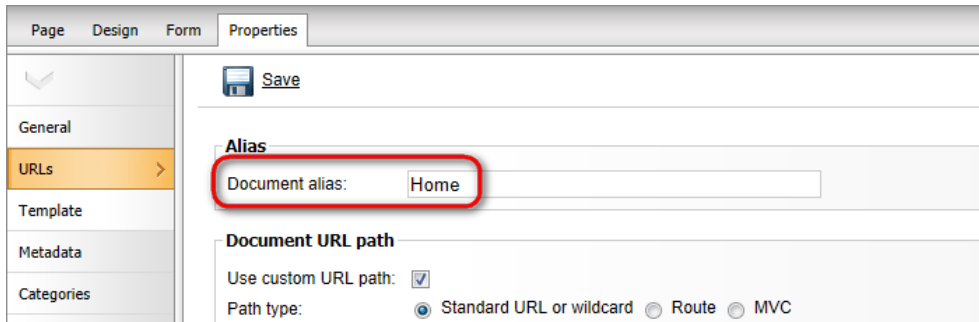 Page Design Form Properties
Save
General
URLs
Template
Metadata
Categories
Alias
Document alias: Home
Document URL path
Use custom URL path:
Path type: Standard URL or wildcard Route MVC